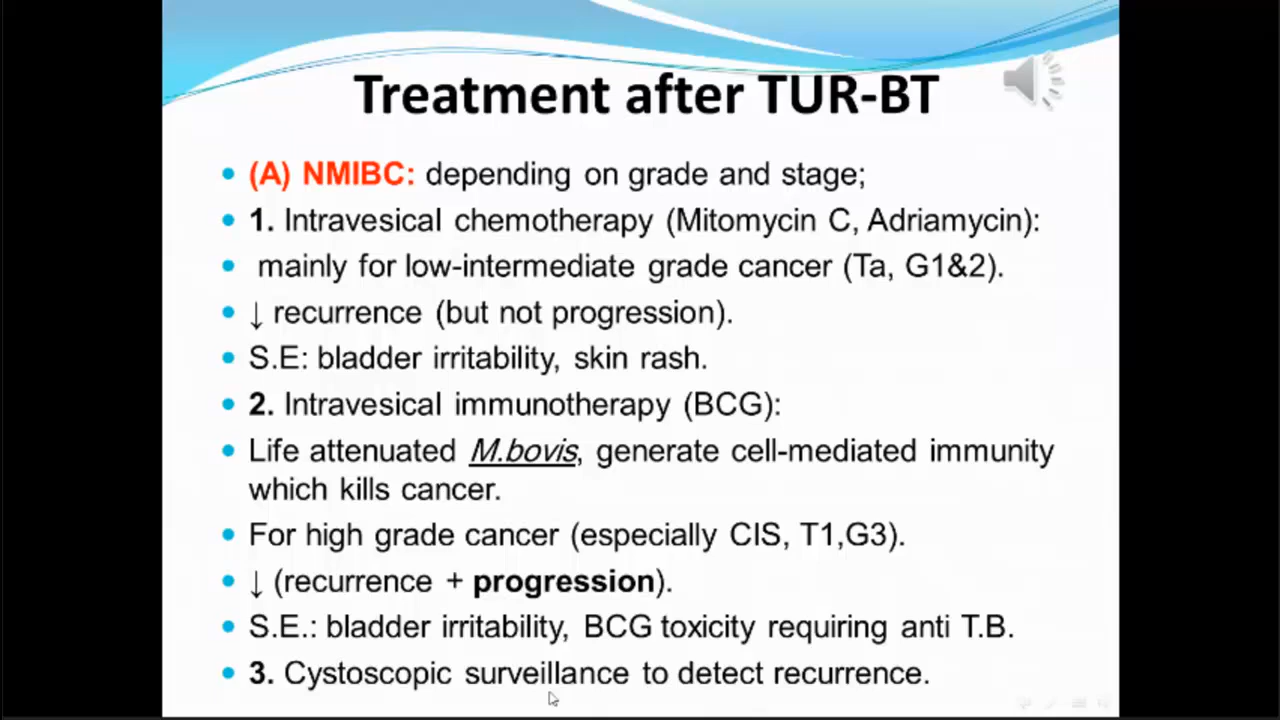 Treatment after TUR-BT
(A) NMIBC: depending on grade and stage;
1. Intravesical chemotherapy (Mitomycin C, Adriamycin):
mainly for low-intermediate grade cancer (Ta, G1&2).
↓ recurrence (but not progression).
S.E: bladder irritability, skin rash.
2. Intravesical immunotherapy (BCG):
Life attenuated M.bovis, generate cell-mediated immunity
which kills cancer.
For high grade cancer (especially CIS, T1,G3).
↓ (recurrence + progression).
S.E.: bladder irritability, BCG toxicity requiring anti T.B.
3. Cystoscopic surveillance to detect recurrence.